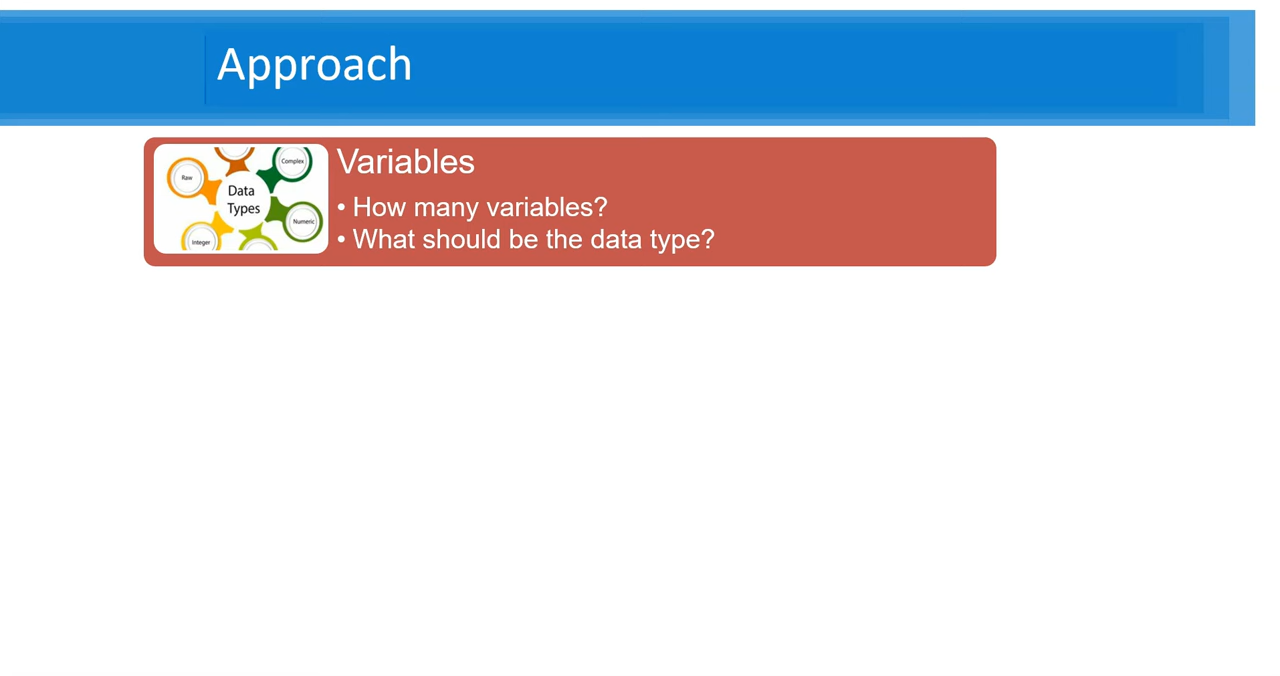 Approach
Variables
• How many variables?
• What should be the data type?
Complex
Raw
Data
Types
Numeric
Integer